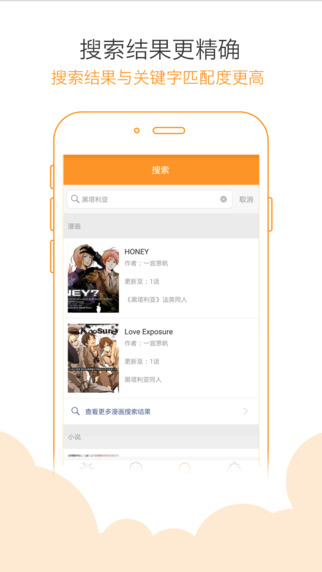 搜索结果更精确
搜索结果与关键字匹配度更高
搜索
黑塔利亚
取消
漫画
HONEY
作者：一宫思帆
更新至：1话
《黑塔利亚》法英同人
Love Exposure
作者：一宫思帆
更新至：1话
黑塔利亚同人
查看更多漫画搜索结果
小说